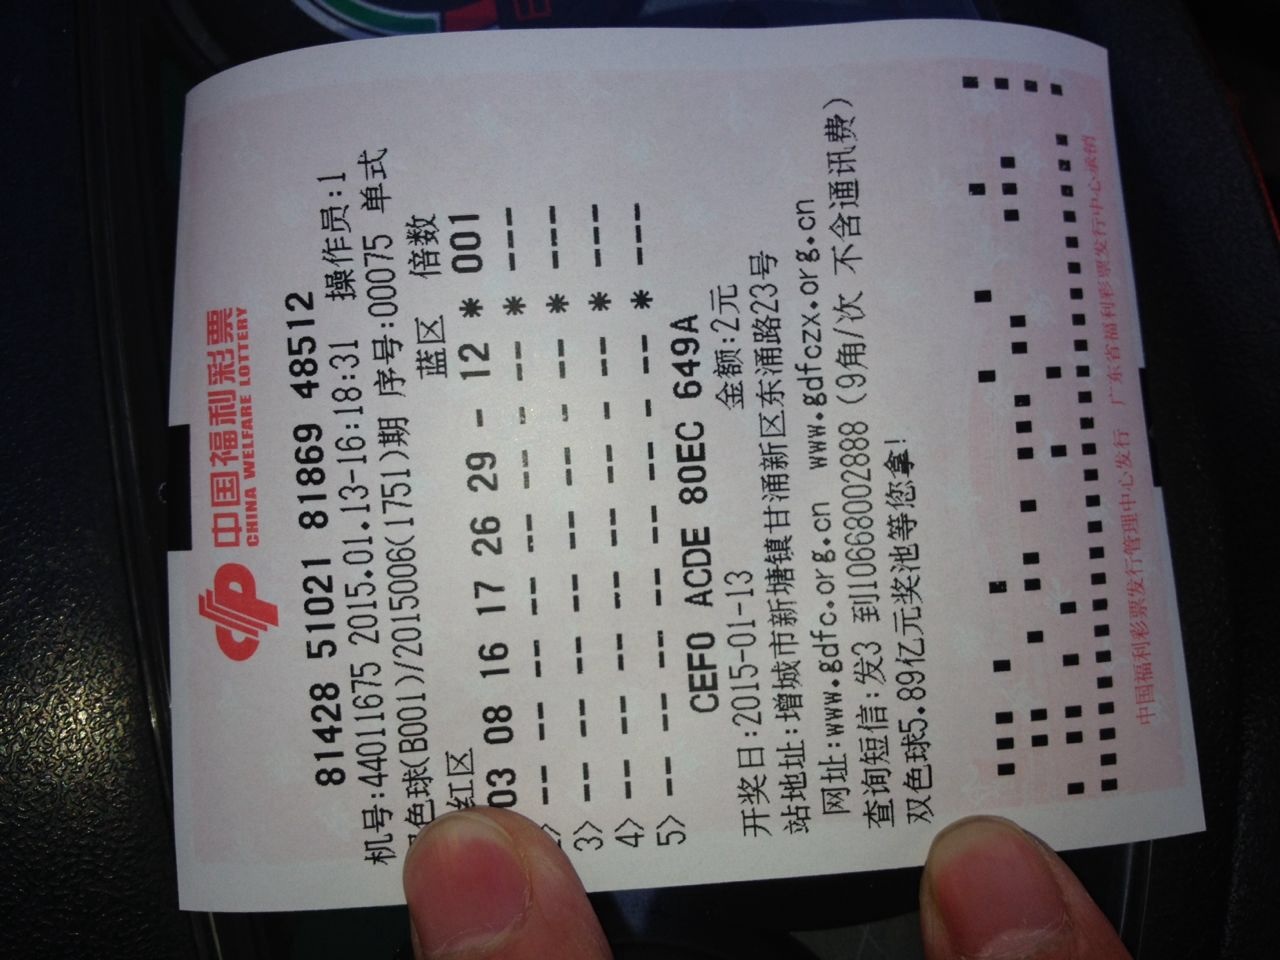 中国福利彩票
CHINA WELFARE LOTTERY
81428 51021 81869 48512
机号:44011675 2015.01.13-16:18:31 操作员:1
色球(B001)/2015006(1751)期 序号:00075 单式
红区 蓝区 倍数
03 08 16 17 26 29 - 12 * 001
-- -- -- -- -- -- - -- * ---
3> -- -- -- -- -- -- - -- * ---
4> -- -- -- -- -- -- - -- * ---
5> -- -- -- -- -- -- - -- * ---
CEF0 ACDE 80EC 649A
开奖日:2015-01-13 金额:2元
站地址:增城市新塘镇甘涌新区东涌路23号
网址:www.gdfc.org.cn www.gdfczx.org.cn
查询短信:发3 到10668002888(9角/次 不含通讯费)
双色球5.89亿元奖池等您拿!
中国福利彩票发行管理中心发行 广东省福利彩票发行中心承销